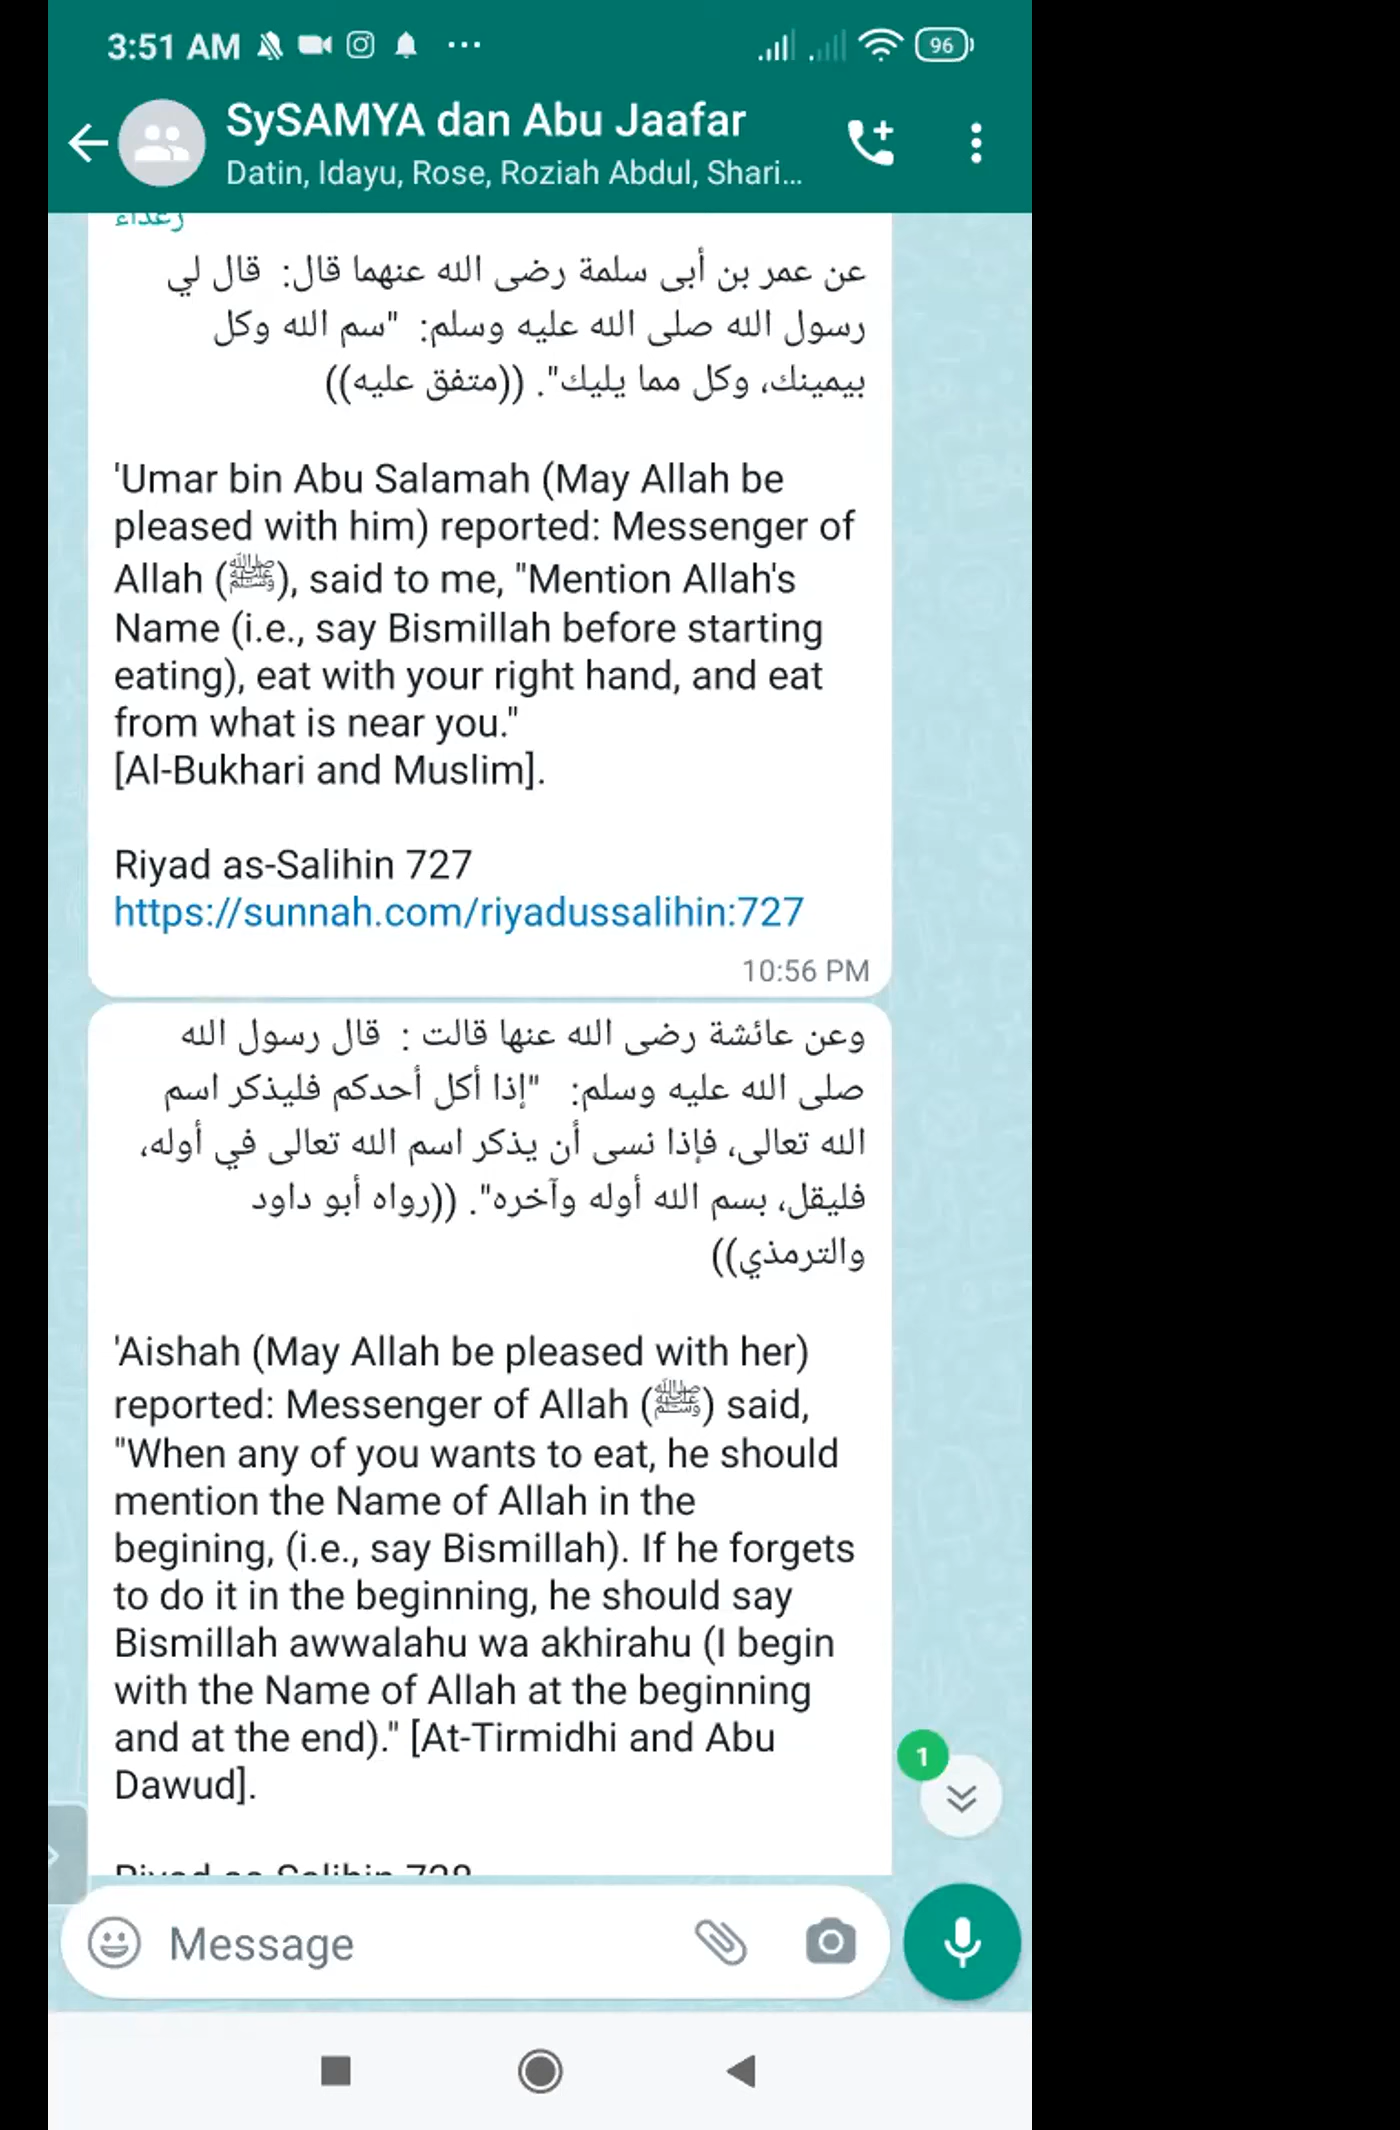 3:51 AM
96
SySAMYA dan Abu Jaafar
Datin, Idayu, Rose, Roziah Abdul, Shari...
عن عمر بن أبى سلمة رضى الله عنهما قال: قال لي
رسول الله صلى الله عليه وسلم: "سم الله وكل
بيمينك، وكل مما يليك". ((متفق عليه))
'Umar bin Abu Salamah (May Allah be
pleased with him) reported: Messenger of
Allah (ﷺ), said to me, "Mention Allah's
Name (i.e., say Bismillah before starting
eating), eat with your right hand, and eat
from what is near you."
[Al-Bukhari and Muslim].
Riyad as-Salihin 727
https://sunnah.com/riyadussalihin:727
10:56 PM
وعن عائشة رضى الله عنها قالت : قال رسول الله
صلى الله عليه وسلم: "إذا أكل أحدكم فليذكر اسم
الله تعالى، فإذا نسى أن يذكر اسم الله تعالى في أوله،
فليقل، بسم الله أوله وآخره". ((رواه أبو داود
والترمذي))
'Aishah (May Allah be pleased with her)
reported: Messenger of Allah (ﷺ) said,
"When any of you wants to eat, he should
mention the Name of Allah in the
begining, (i.e., say Bismillah). If he forgets
to do it in the beginning, he should say
Bismillah awwalahu wa akhirahu (I begin
with the Name of Allah at the beginning
and at the end)." [At-Tirmidhi and Abu
Dawud].
Riyad as-Salihin 728
1
Message